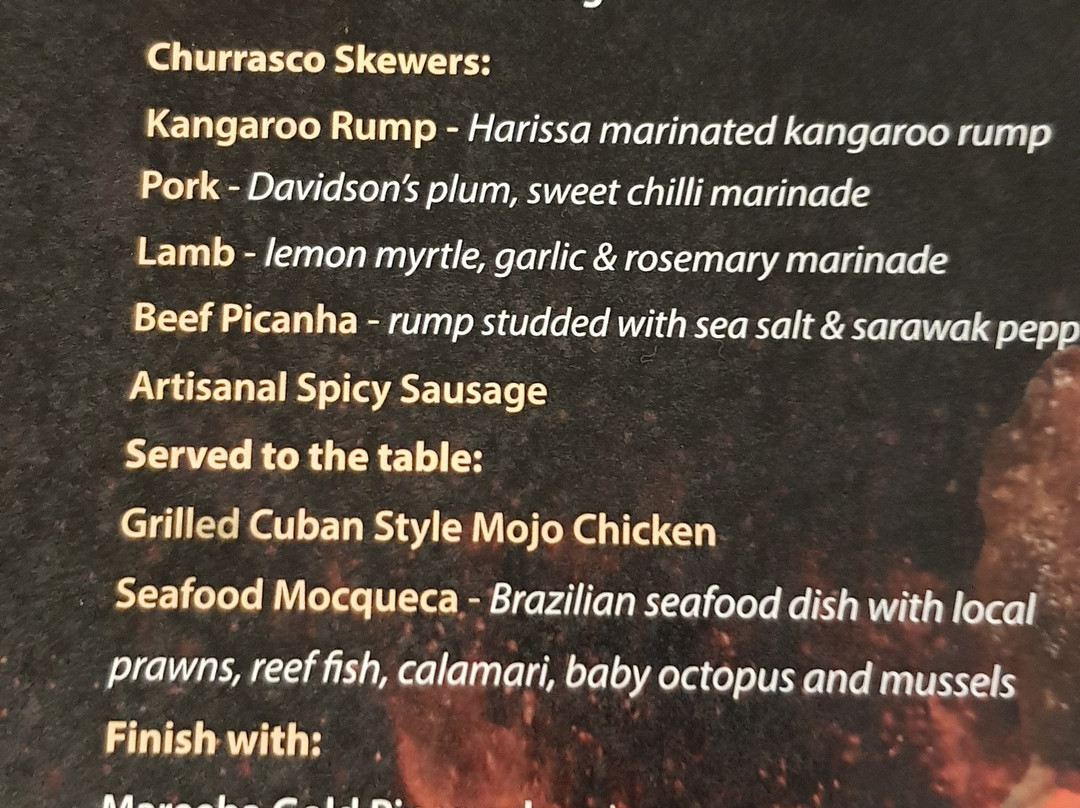 Churrasco Skewers:
Kangaroo Rump - Harissa marinated kangaroo rump
Pork - Davidson's plum, sweet chilli marinade
Lamb - lemon myrtle, garlic & rosemary marinade
Beef Picanha - rump studded with sea salt & sarawak pepp
Artisanal Spicy Sausage
Served to the table:
Grilled Cuban Style Mojo Chicken
Seafood Mocqueca - Brazilian seafood dish with local
prawns, reef fish, calamari, baby octopus and mussels
Finish with: